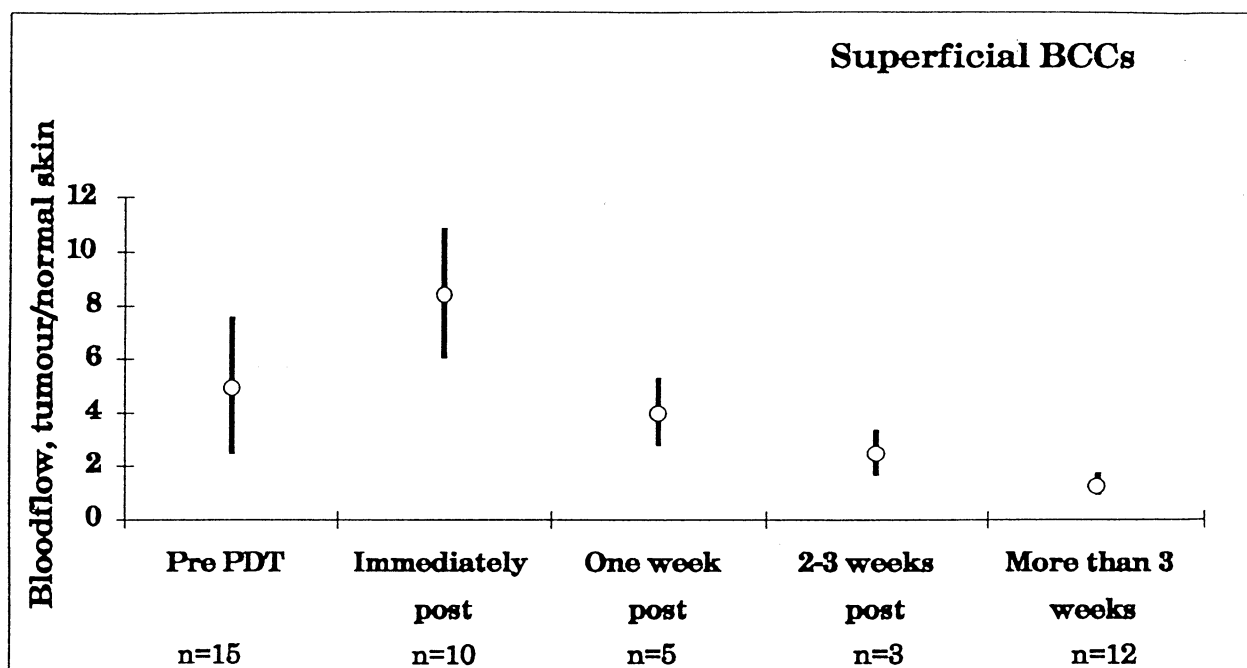 Superficial BCCs
Bloodflow, tumour/normal skin
12
10
8
6
4
2
0
Pre PDT
Immediately
post
One week
post
2-3 weeks
post
More than 3
weeks
n=15
n=10
n=5
n=3
n=12